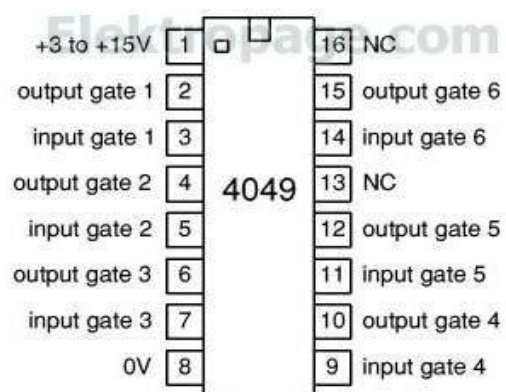 Elektropage.com
+3 to +15V 1 16 NC
output gate 1 2 15 output gate 6
input gate 1 3 14 input gate 6
output gate 2 4 4049 13 NC
input gate 2 5 12 output gate 5
output gate 3 6 11 input gate 5
input gate 3 7 10 output gate 4
0V 8 9 input gate 4